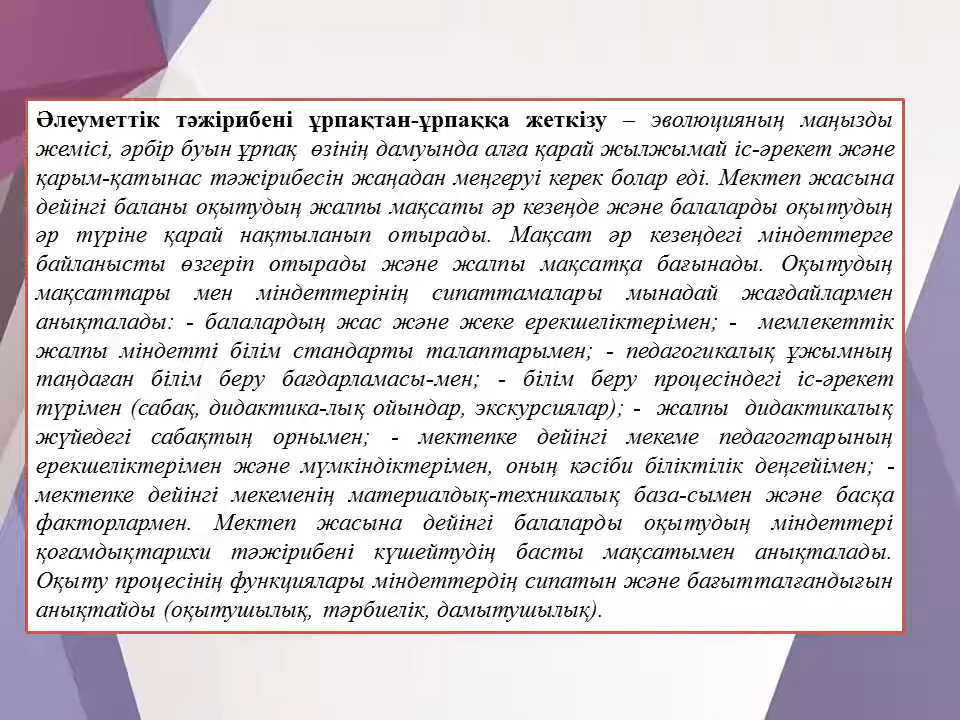 Әлеуметтік тәжірибені ұрпақтан-ұрпаққа жеткізу – эволюцияның маңызды
жемісі, әрбір буын ұрпақ өзінің дамуында алға қарай жылжымай іс-әрекет және
қарым-қатынас тәжірибесін жаңадан меңгеруі керек болар еді. Мектеп жасына
дейінгі баланы оқытудың жалпы мақсаты әр кезеңде және балаларды оқытудың
әр түріне қарай нақтыланып отырады. Мақсат әр кезеңдегі міндеттерге
байланысты өзгеріп отырады және жалпы мақсатқа бағынады. Оқытудың
мақсаттары мен міндеттерінің сипаттамалары мынадай жағдайлармен
анықталады: - балалардың жас және жеке ерекшеліктерімен; - мемлекеттік
жалпы міндетті білім стандарты талаптарымен; - педагогикалық ұжымның
таңдаған білім беру бағдарламасы-мен; - білім беру процесіндегі іс-әрекет
түрімен (сабақ, дидактика-лық ойындар, экскурсиялар); - жалпы дидактикалық
жүйедегі сабақтың орнымен; - мектепке дейінгі мекеме педагогтарының
ерекшеліктерімен және мүмкіндіктерімен, оның кәсіби біліктілік деңгейімен; -
мектепке дейінгі мекеменің материалдық-техникалық база-сымен және басқа
факторлармен. Мектеп жасына дейінгі балаларды оқытудың міндеттері
қоғамдықтарихи тәжірибені күшейтудің басты мақсатымен анықталады.
Оқыту процесінің функциялары міндеттердің сипатын және бағытталғандығын
анықтайды (оқытушылық, тәрбиелік, дамытушылық).